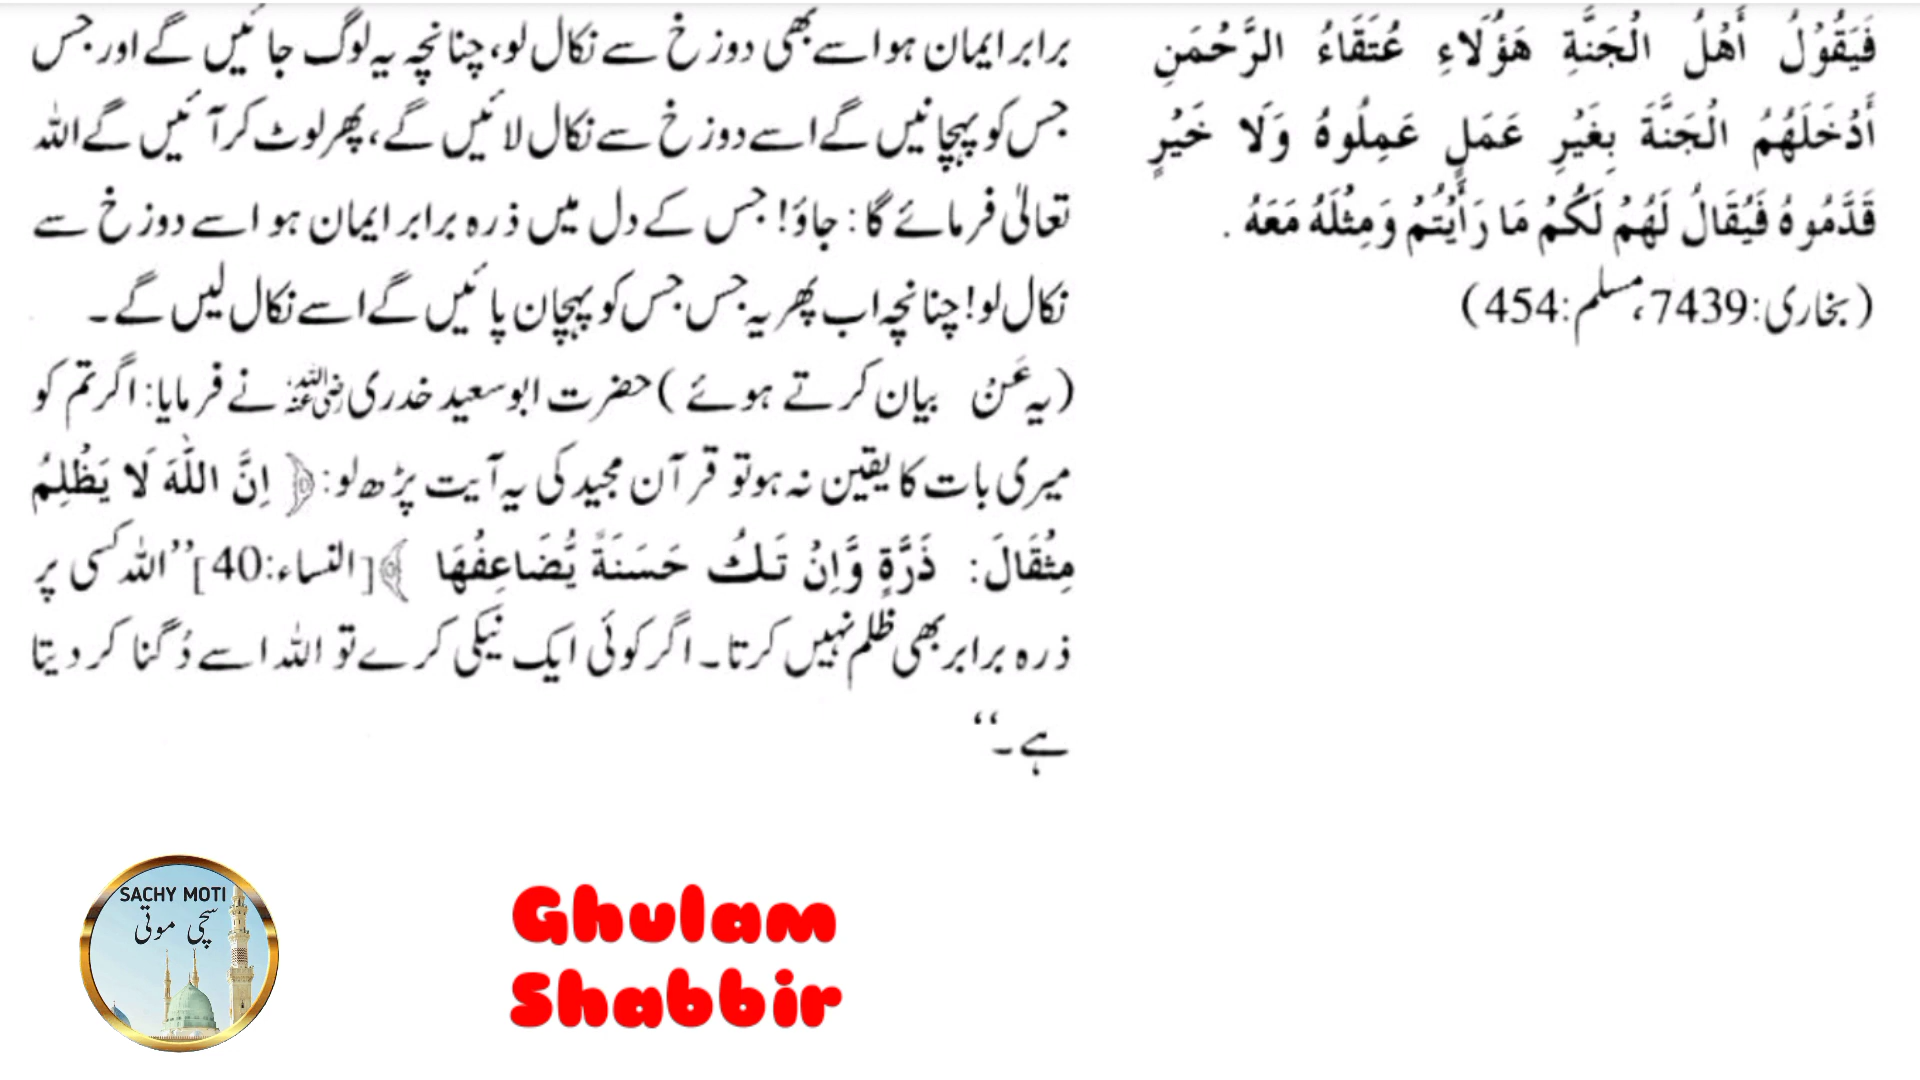 فَيَقُوْلُ أَهْلُ الْجَنَّةِ هَؤُلَاءِ عُتَقَاءُ الرَّحْمَنِ
أَدْخَلَهُمُ الْجَنَّةَ بِغَيْرِ عَمَلٍ عَمِلُوهُ وَلَا خَيْرٍ
قَدَّمُوهُ فَيُقَالُ لَهُمْ لَكُمْ مَا رَأَيْتُمْ وَمِثْلَهُ مَعَهُ .
(بخاری:7439، مسلم:454)
برابر ایمان ہو اسے بھی دوزخ سے نکال لو، چنانچہ یہ لوگ جائیں گے اور جس
جس کو پہچانیں گے اسے دوزخ سے نکال لائیں گے، پھر لوٹ کر آئیں گے اللہ
تعالیٰ فرمائے گا: جاؤ! جس کے دل میں ذرہ برابر ایمان ہو اسے دوزخ سے
نکال لو! چنانچہ اب پھر یہ جس جس کو پہچان پائیں گے اسے نکال لیں گے۔
(یہ عَنْ بیان کرتے ہوئے) حضرت ابوسعید خدری رضی اللہ عنہ نے فرمایا: اگر تم کو
میری بات کا یقین نہ ہو تو قرآن مجید کی یہ آیت پڑھ لو: ﴿ اِنَّ اللّٰهَ لَا يَظْلِمُ
مِثْقَالَ: ذَرَّةٍ وَّاِنْ تَكُ حَسَنَةً يُّضَاعِفْهَا ﴾ [النساء:40] ’’اللہ کسی پر
ذرہ برابر بھی ظلم نہیں کرتا۔ اگر کوئی ایک نیکی کرے تو اللہ اسے دُگنا کر دیتا
ہے۔‘‘
SACHY MOTI
سچی موتی
Ghulam
Shabbir